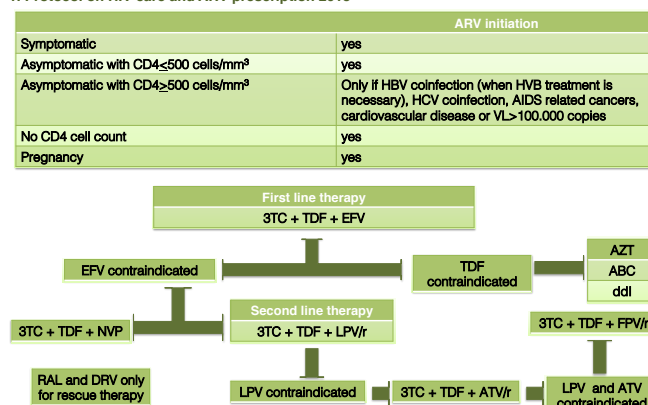 ARV initiation
Symptomatic yes
Asymptomatic with CD4≤500 cells/mm³ yes
Asymptomatic with CD4≥500 cells/mm³ Only if HBV coinfection (when HVB treatment is
necessary), HCV coinfection, AIDS related cancers,
cardiovascular disease or VL>100.000 copies
No CD4 cell count yes
Pregnancy yes
First line therapy
3TC + TDF + EFV
EFV contraindicated
TDF
contraindicated
AZT
ABC
ddI
Second line therapy
3TC + TDF + NVP
3TC + TDF + LPV/r
3TC + TDF + FPV/r
RAL and DRV only
for rescue therapy
LPV contraindicated
3TC + TDF + ATV/r
LPV and ATV
contraindicated